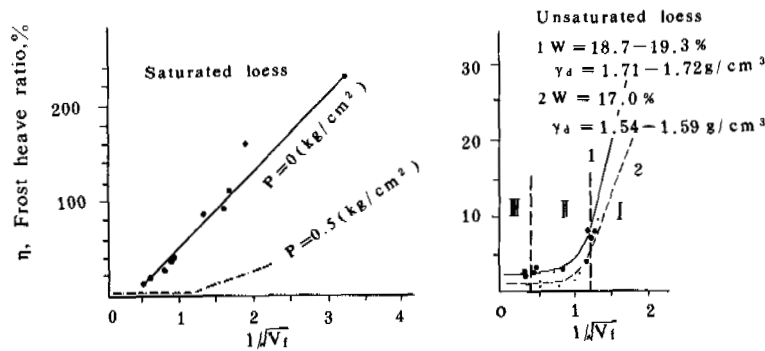 η, Frost heave ratio,%
200
100
Saturated loess
P=0(kg/cm²)
P=0.5(kg/cm²)
0 1 2 3 4
1/√Vf
Unsaturated loess
1 W=18.7-19.3%
γd=1.71-1.72g/cm³
2 W=17.0%
γd=1.54-1.59g/cm³
30
20
10
1
2
Ⅲ Ⅱ Ⅰ
0 1 2
1/√Vf